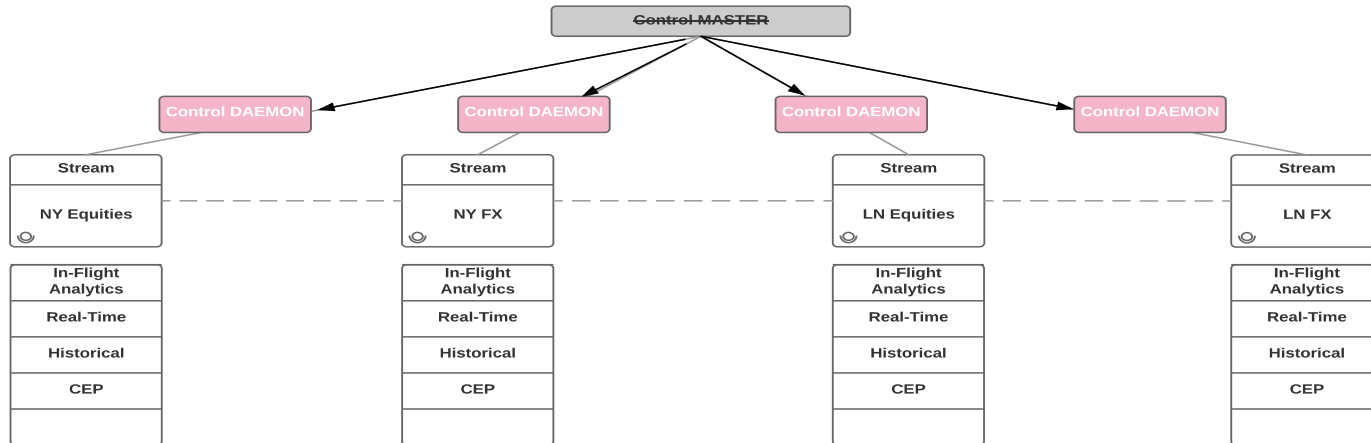 Control MASTER
Control DAEMON Control DAEMON Control DAEMON Control DAEMON
Stream Stream Stream Stream
NY Equities NY FX LN Equities LN FX
In-Flight In-Flight In-Flight In-Flight
Analytics Analytics Analytics Analytics
Real-Time Real-Time Real-Time Real-Time
Historical Historical Historical Historical
CEP CEP CEP CEP